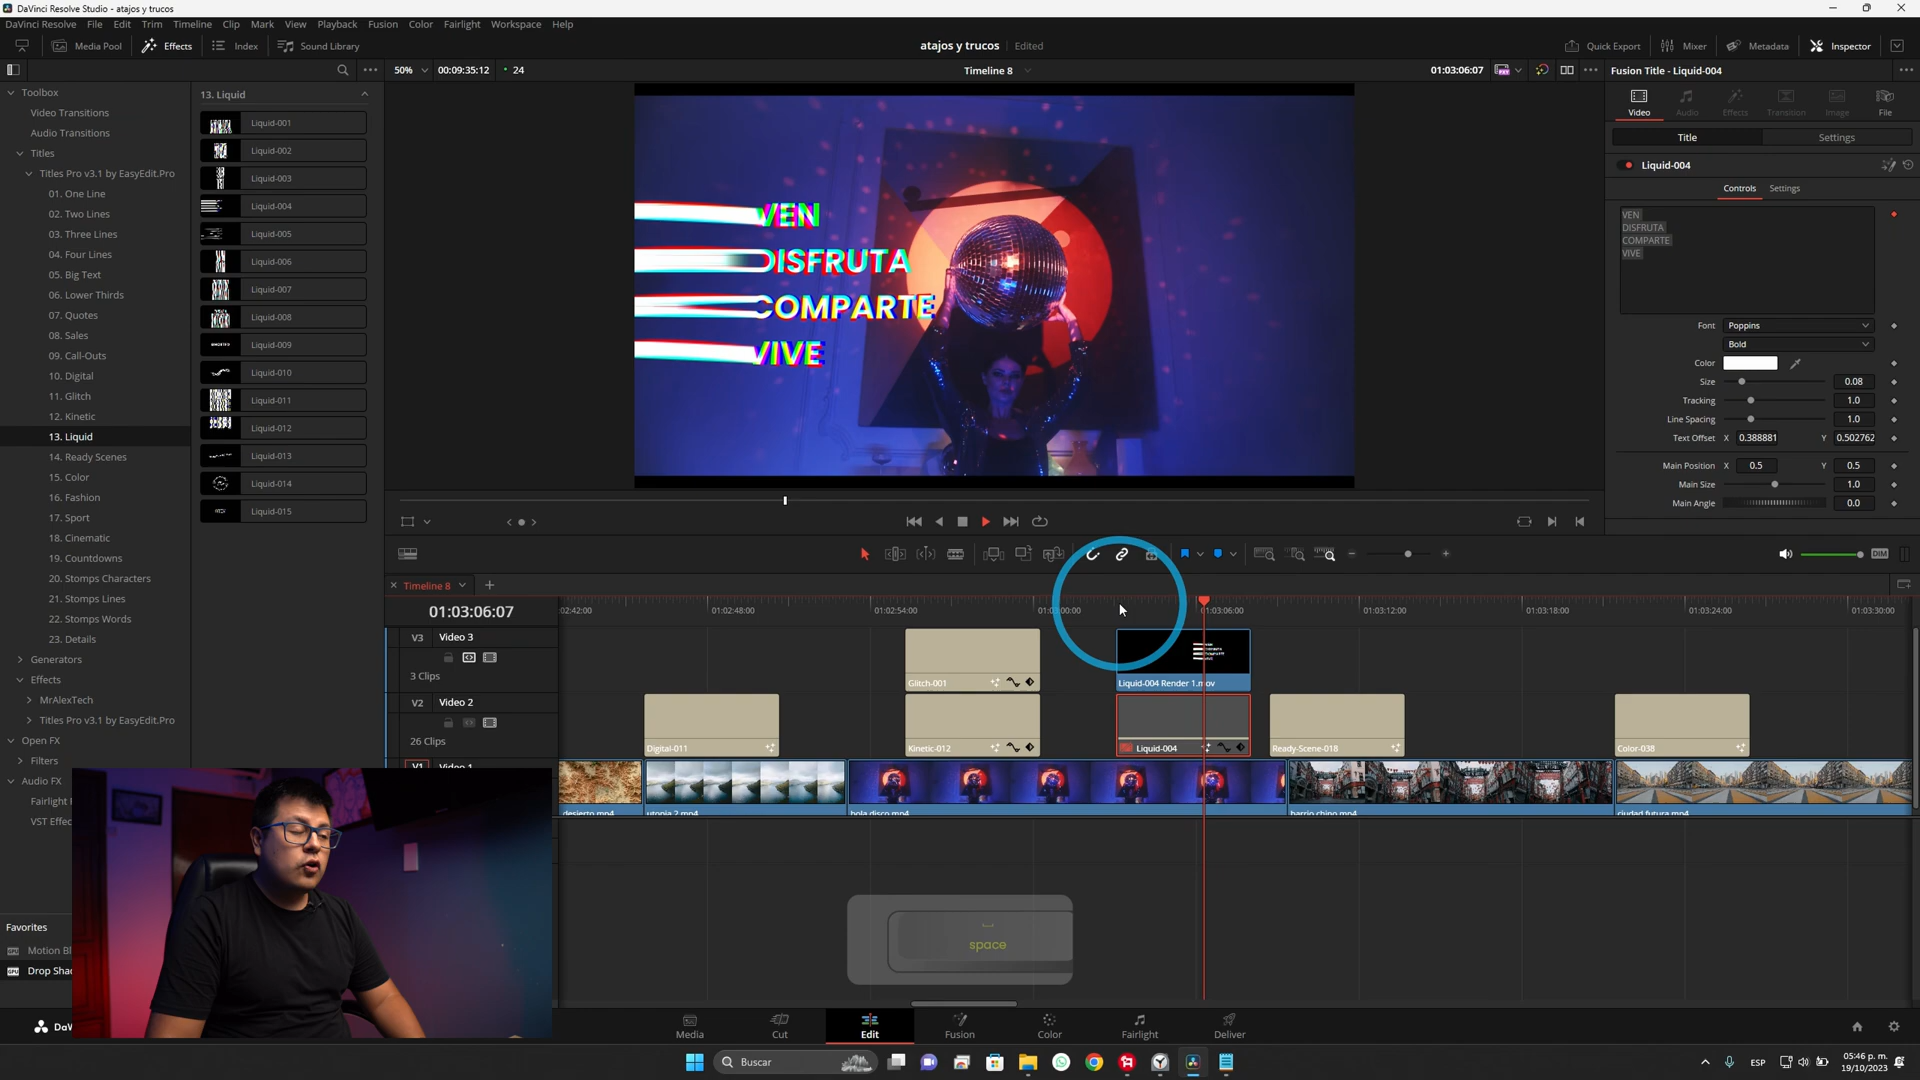 DaVinci Resolve Studio - atajos y trucos
DaVinci Resolve File Edit Trim Timeline Clip Mark View Playback Fusion Color Fairlight Workspace Help
Media Pool Effects Index Sound Library
atajos y trucos Edited
Quick Export Mixer Metadata Inspector
50% 00:09:35:12 24 Timeline 8 01:03:06:07
Fusion Title - Liquid-004
Toolbox
Video Transitions
Audio Transitions
Titles
Titles Pro v3.1 by EasyEdit.Pro
01. One Line
02. Two Lines
03. Three Lines
04. Four Lines
05. Big Text
06. Lower Thirds
07. Quotes
08. Sales
09. Call-Outs
10. Digital
11. Glitch
12. Kinetic
13. Liquid
14. Ready Scenes
15. Color
16. Fashion
17. Sport
18. Cinematic
19. Countdowns
20. Stomps Characters
21. Stomps Lines
22. Stomps Words
23. Details
Generators
Effects
MrAlexTech
Titles Pro v3.1 by EasyEdit.Pro
Open FX
Filters
Audio FX
Fairlight
VST Effec
Favorites
Motion Bl
Drop Shad
13. Liquid
Liquid-001
Liquid-002
Liquid-003
Liquid-004
Liquid-005
Liquid-006
Liquid-007
Liquid-008
Liquid-009
Liquid-010
Liquid-011
Liquid-012
Liquid-013
Liquid-014
Liquid-015
VEN
DISFRUTA
COMPARTE
VIVE
Video Audio Effects Transition Image File
Title Settings
Liquid-004
Controls Settings
VEN
DISFRUTA
COMPARTE
VIVE
Font Poppins
Bold
Color
Size 0.08
Tracking 1.0
Line Spacing 1.0
Text Offset X 0.388881 Y 0.502762
Main Position X 0.5 Y 0.5
Main Size 1.0
Main Angle 0.0
DIM
Timeline 8
01:03:06:07
02:42:00 01:02:48:00 01:02:54:00 01:03:00:00 01:03:06:00 01:03:12:00 01:03:18:00 01:03:24:00 01:03:30:00
V3 Video 3
3 Clips
Glitch-001 Liquid-004 Render 1.mov
V2 Video 2
26 Clips
Digital-011 Kinetic-012 Liquid-004 Ready-Scene-018 Color-038
V1 Video 1
desierto.mp4 utopia 2.mp4 bola disco.mp4 barrio chino.mp4 ciudad futura.mp4
space
DaV
Media Cut Edit Fusion Color Fairlight Deliver
Buscar
ESP
05:46 p. m.
19/10/2023